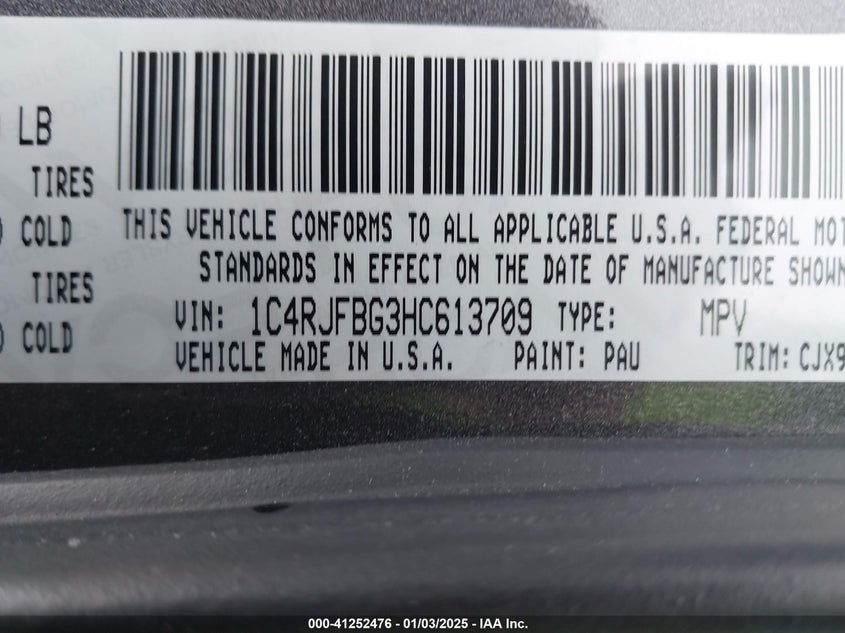 LB
TIRES
COLD
TIRES
COLD
THIS VEHICLE CONFORMS TO ALL APPLICABLE U.S.A. FEDERAL MOT
STANDARDS IN EFFECT ON THE DATE OF MANUFACTURE SHOWN
VIN: 1C4RJFBG3HC613709 TYPE: MPV
VEHICLE MADE IN U.S.A. PAINT: PAU TRIM: CJX9
000-41252476 - 01/03/2025 - IAA Inc.